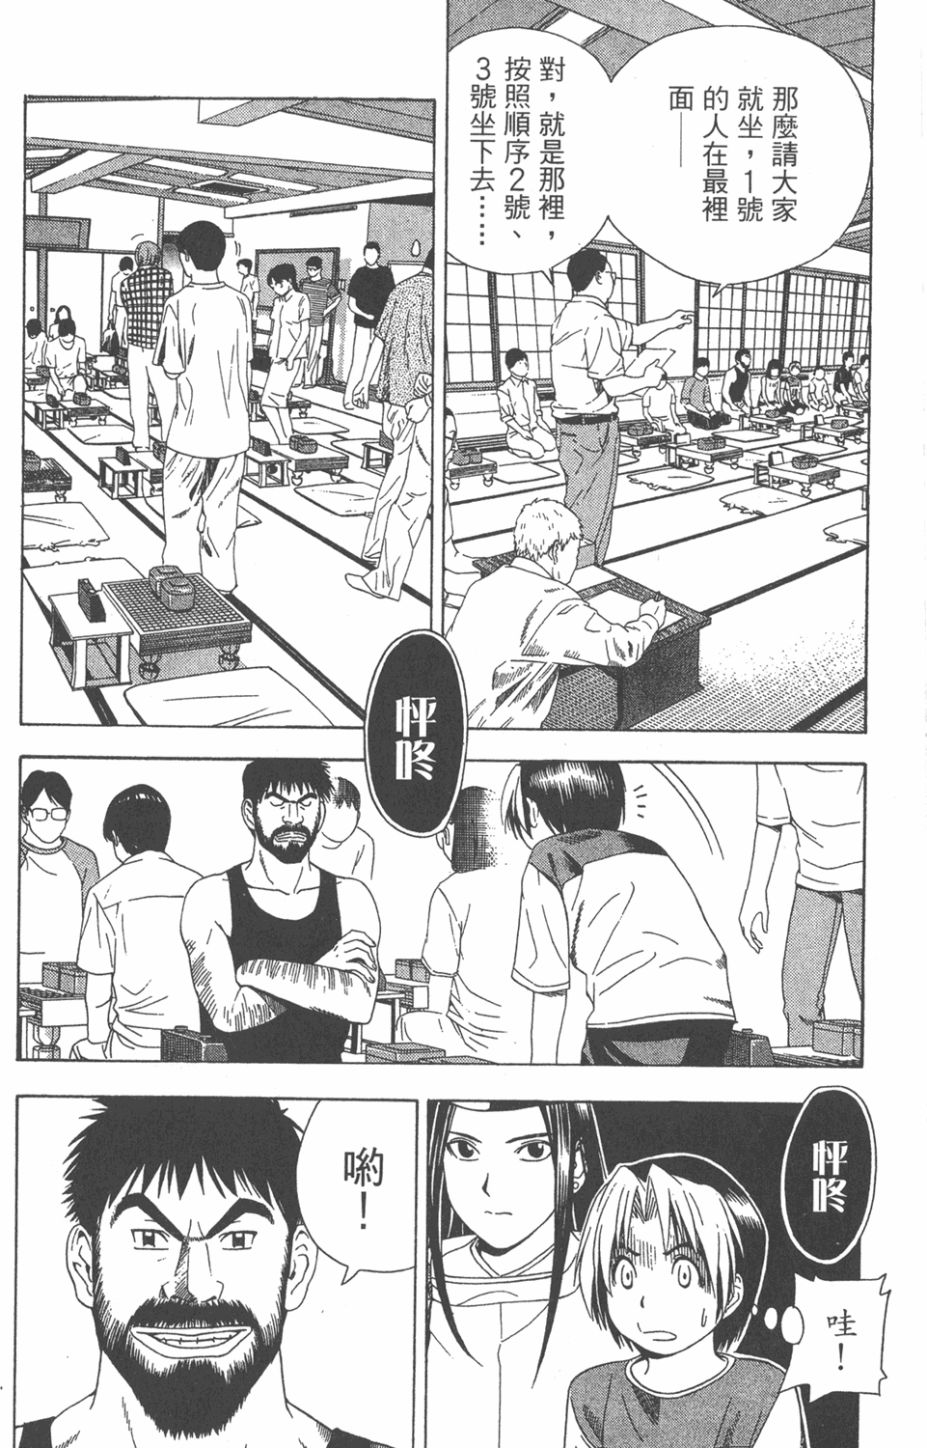 那麼請大家
就坐，1號
的人在最裡
面──
對，就是那裡，
按照順序2號、
3號坐下去……
怦咚
怦咚
哇！
喲！